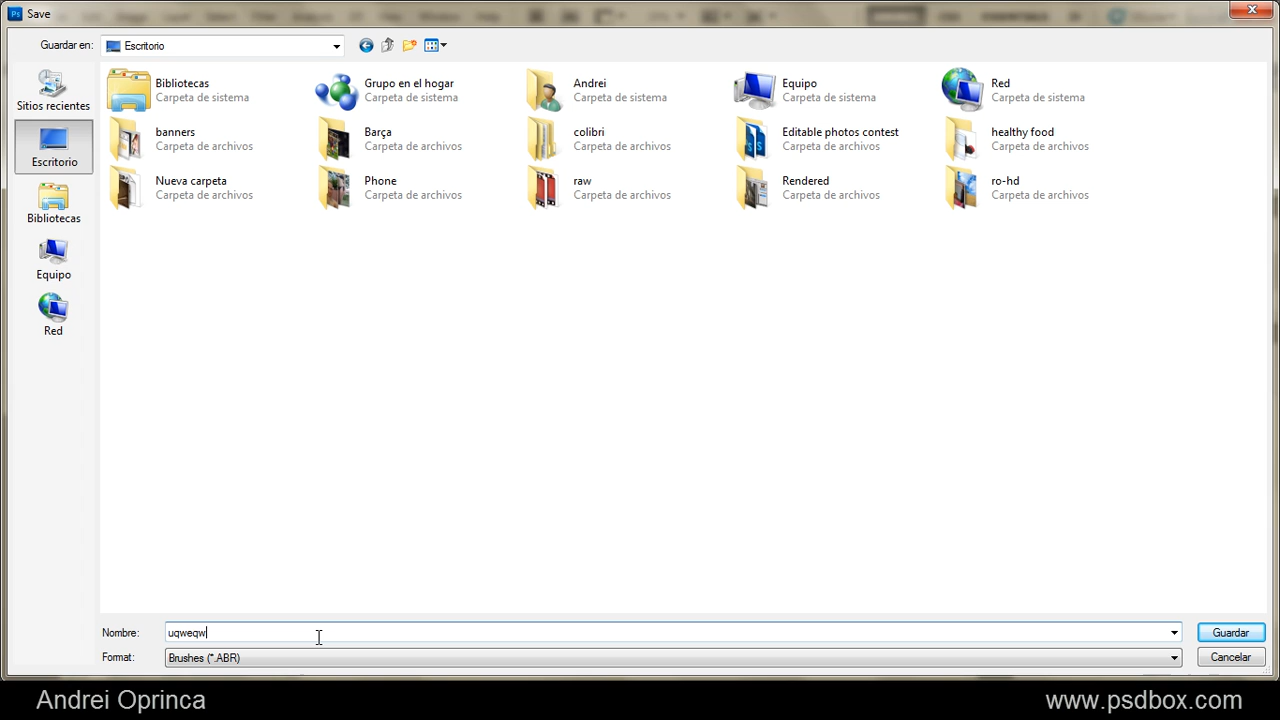 Save
Guardar en: Escritorio
Sitios recientes
Escritorio
Bibliotecas
Equipo
Red
Bibliotecas Grupo en el hogar Andrei Equipo Red
Carpeta de sistema Carpeta de sistema Carpeta de sistema Carpeta de sistema Carpeta de sistema
banners Barça colibri Editable photos contest healthy food
Carpeta de archivos Carpeta de archivos Carpeta de archivos Carpeta de archivos Carpeta de archivos
Nueva carpeta Phone raw Rendered ro-hd
Carpeta de archivos Carpeta de archivos Carpeta de archivos Carpeta de archivos Carpeta de archivos
Nombre: uqweqw Guardar
Format: Brushes (*.ABR) Cancelar
Andrei Oprinca www.psdbox.com